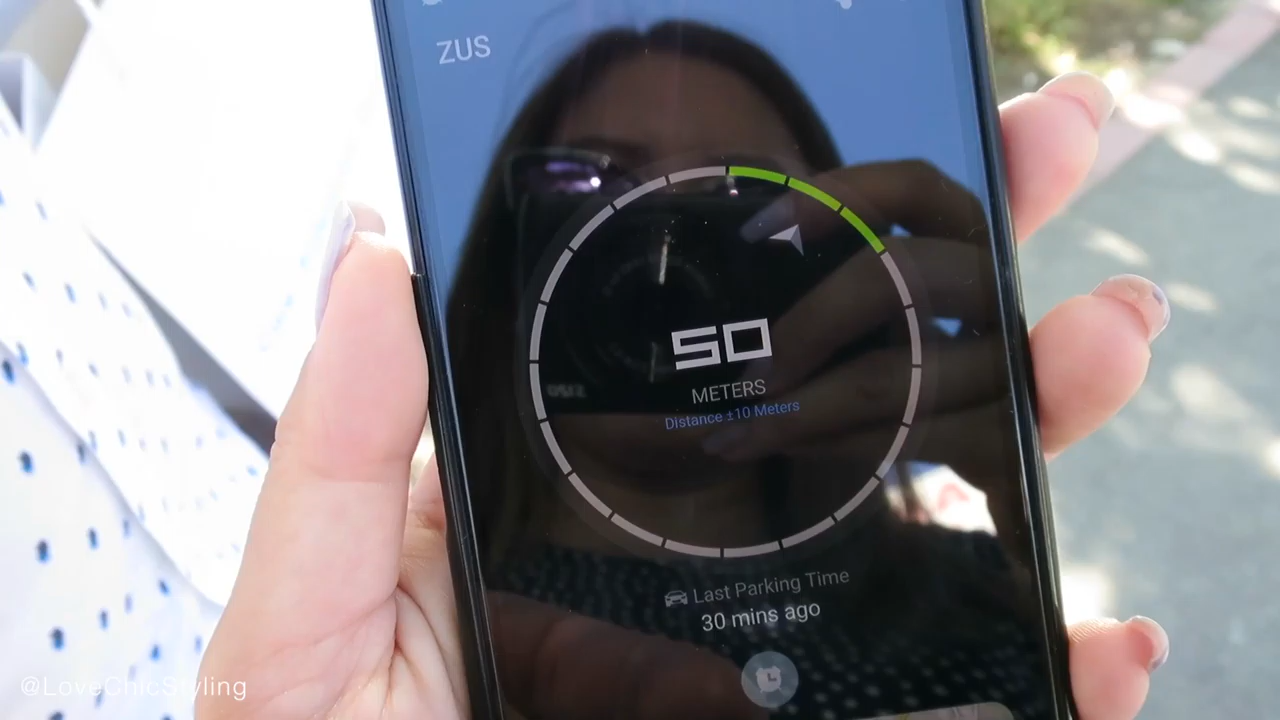 ZUS
50
METERS
Distance ±10 Meters
Last Parking Time
30 mins ago
@LoveChicStyling